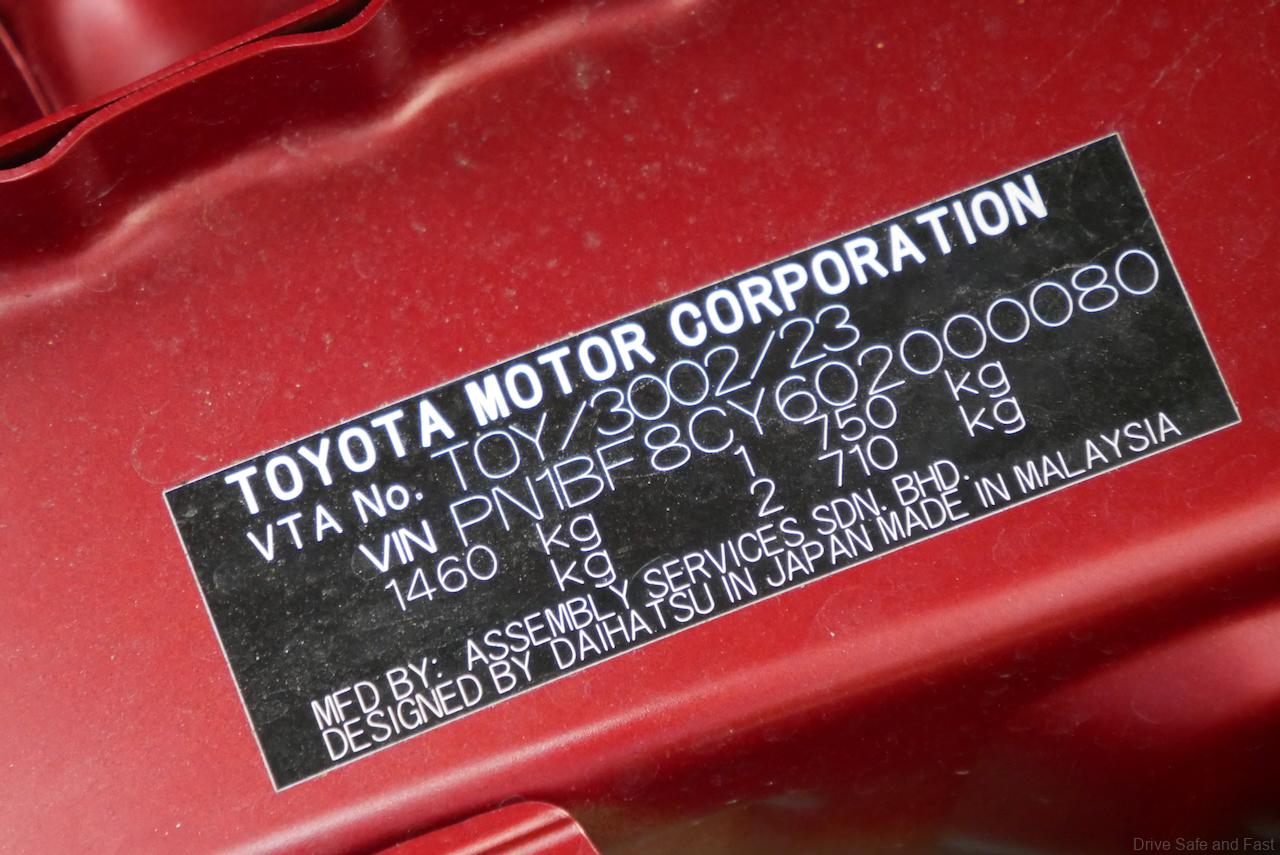 TOYOTA MOTOR CORPORATION
VTA No. TOY/3002/23
VIN PN1BF8CY602000080
1460 kg 1 750 kg
kg 2 710 kg
MFD BY: ASSEMBLY SERVICES SDN. BHD.
DESIGNED BY DAIHATSU IN JAPAN MADE IN MALAYSIA
Drive Safe and Fast